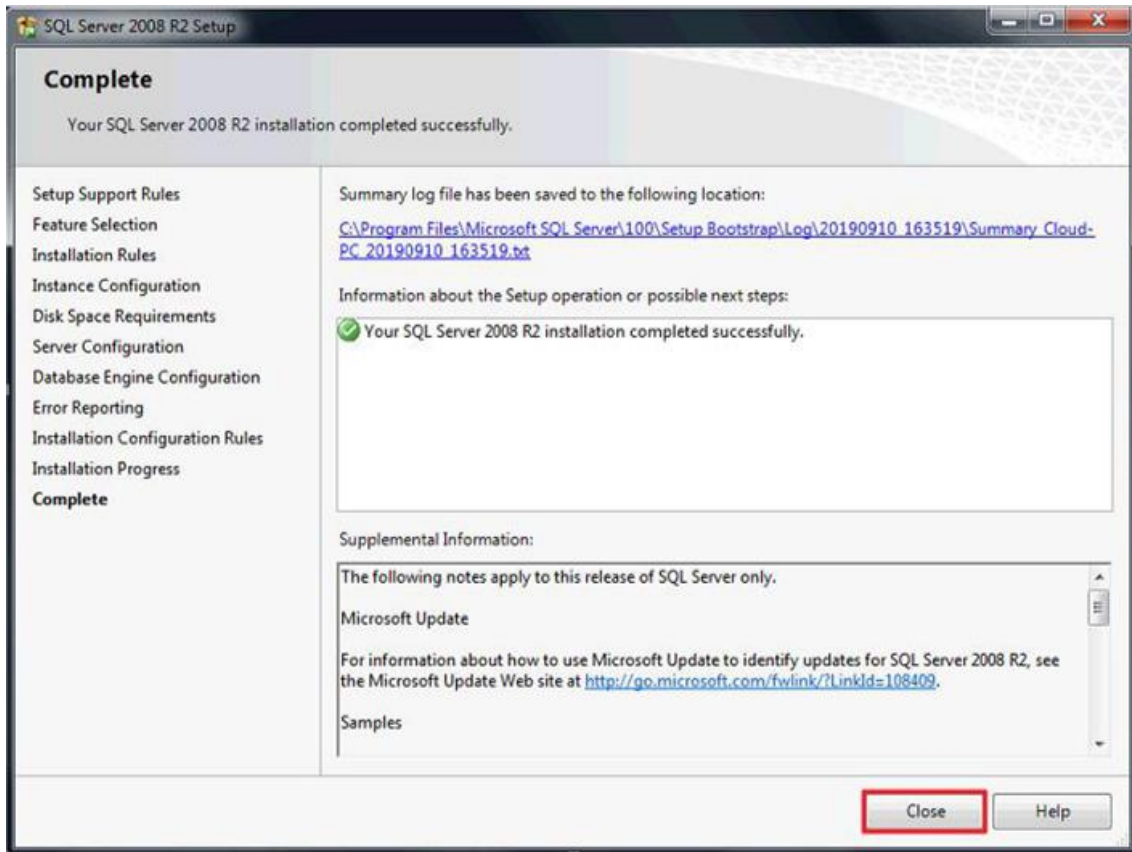 SQL Server 2008 R2 Setup
Complete
Your SQL Server 2008 R2 installation completed successfully.
Setup Support Rules
Feature Selection
Installation Rules
Instance Configuration
Disk Space Requirements
Server Configuration
Database Engine Configuration
Error Reporting
Installation Configuration Rules
Installation Progress
Complete
Summary log file has been saved to the following location:
C:\Program Files\Microsoft SQL Server\100\Setup Bootstrap\Log\20190910_163519\Summary_Cloud-
PC_20190910_163519.txt
Information about the Setup operation or possible next steps:
Your SQL Server 2008 R2 installation completed successfully.
Supplemental Information:
The following notes apply to this release of SQL Server only.
Microsoft Update
For information about how to use Microsoft Update to identify updates for SQL Server 2008 R2, see
the Microsoft Update Web site at http://go.microsoft.com/fwlink/?LinkId=108409.
Samples
Close
Help